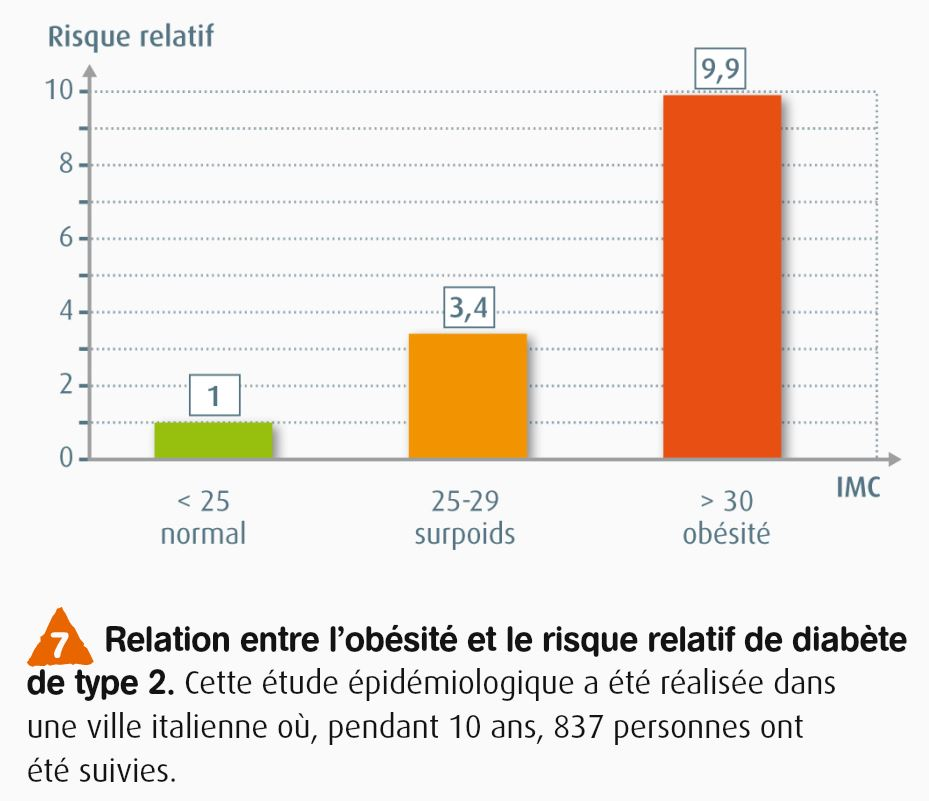 Risque relatif
10
8
6
4
2
0
1
3,4
9,9
IMC
< 25
normal
25-29
surpoids
> 30
obésité
7 Relation entre l’obésité et le risque relatif de diabète
de type 2. Cette étude épidémiologique a été réalisée dans
une ville italienne où, pendant 10 ans, 837 personnes ont
été suivies.